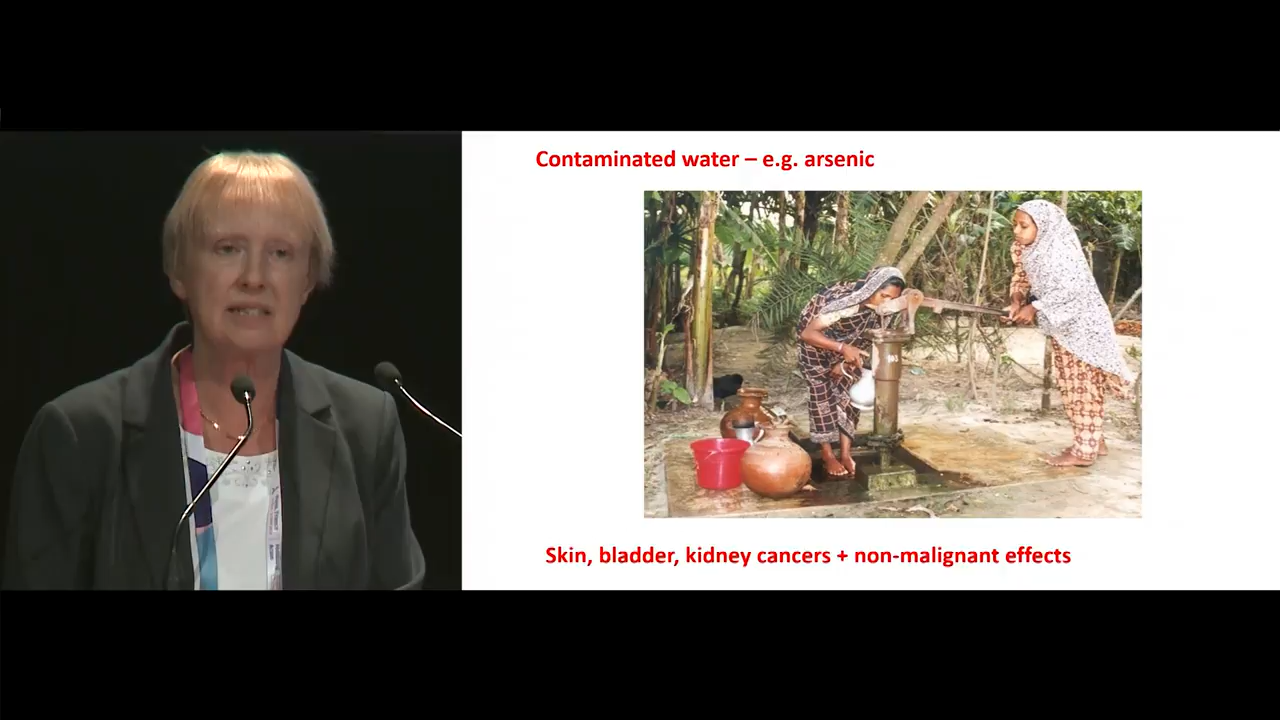 Contaminated water – e.g. arsenic
Skin, bladder, kidney cancers + non-malignant effects